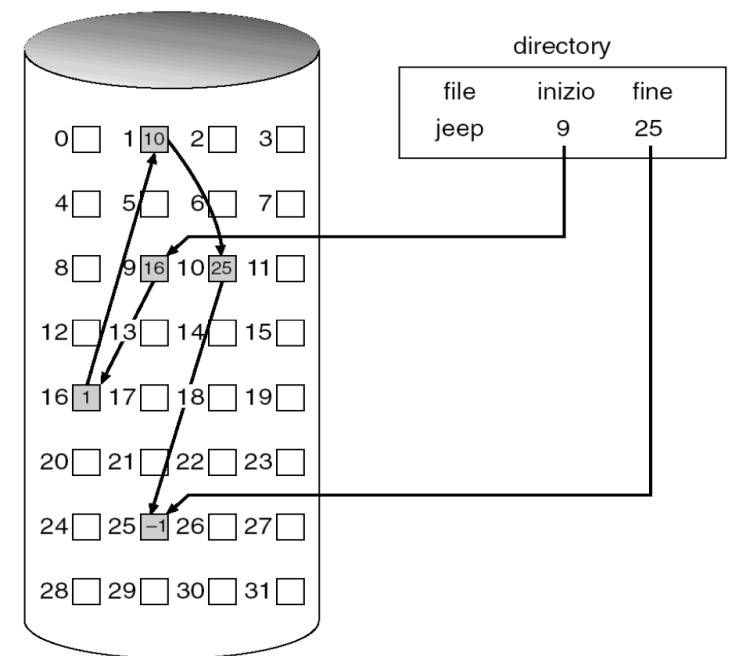 directory
file inizio fine
jeep 9 25
0 1 10 2 3
4 5 6 7
8 9 16 10 25 11
12 13 14 15
16 1 17 18 19
20 21 22 23
24 25 –1 26 27
28 29 30 31